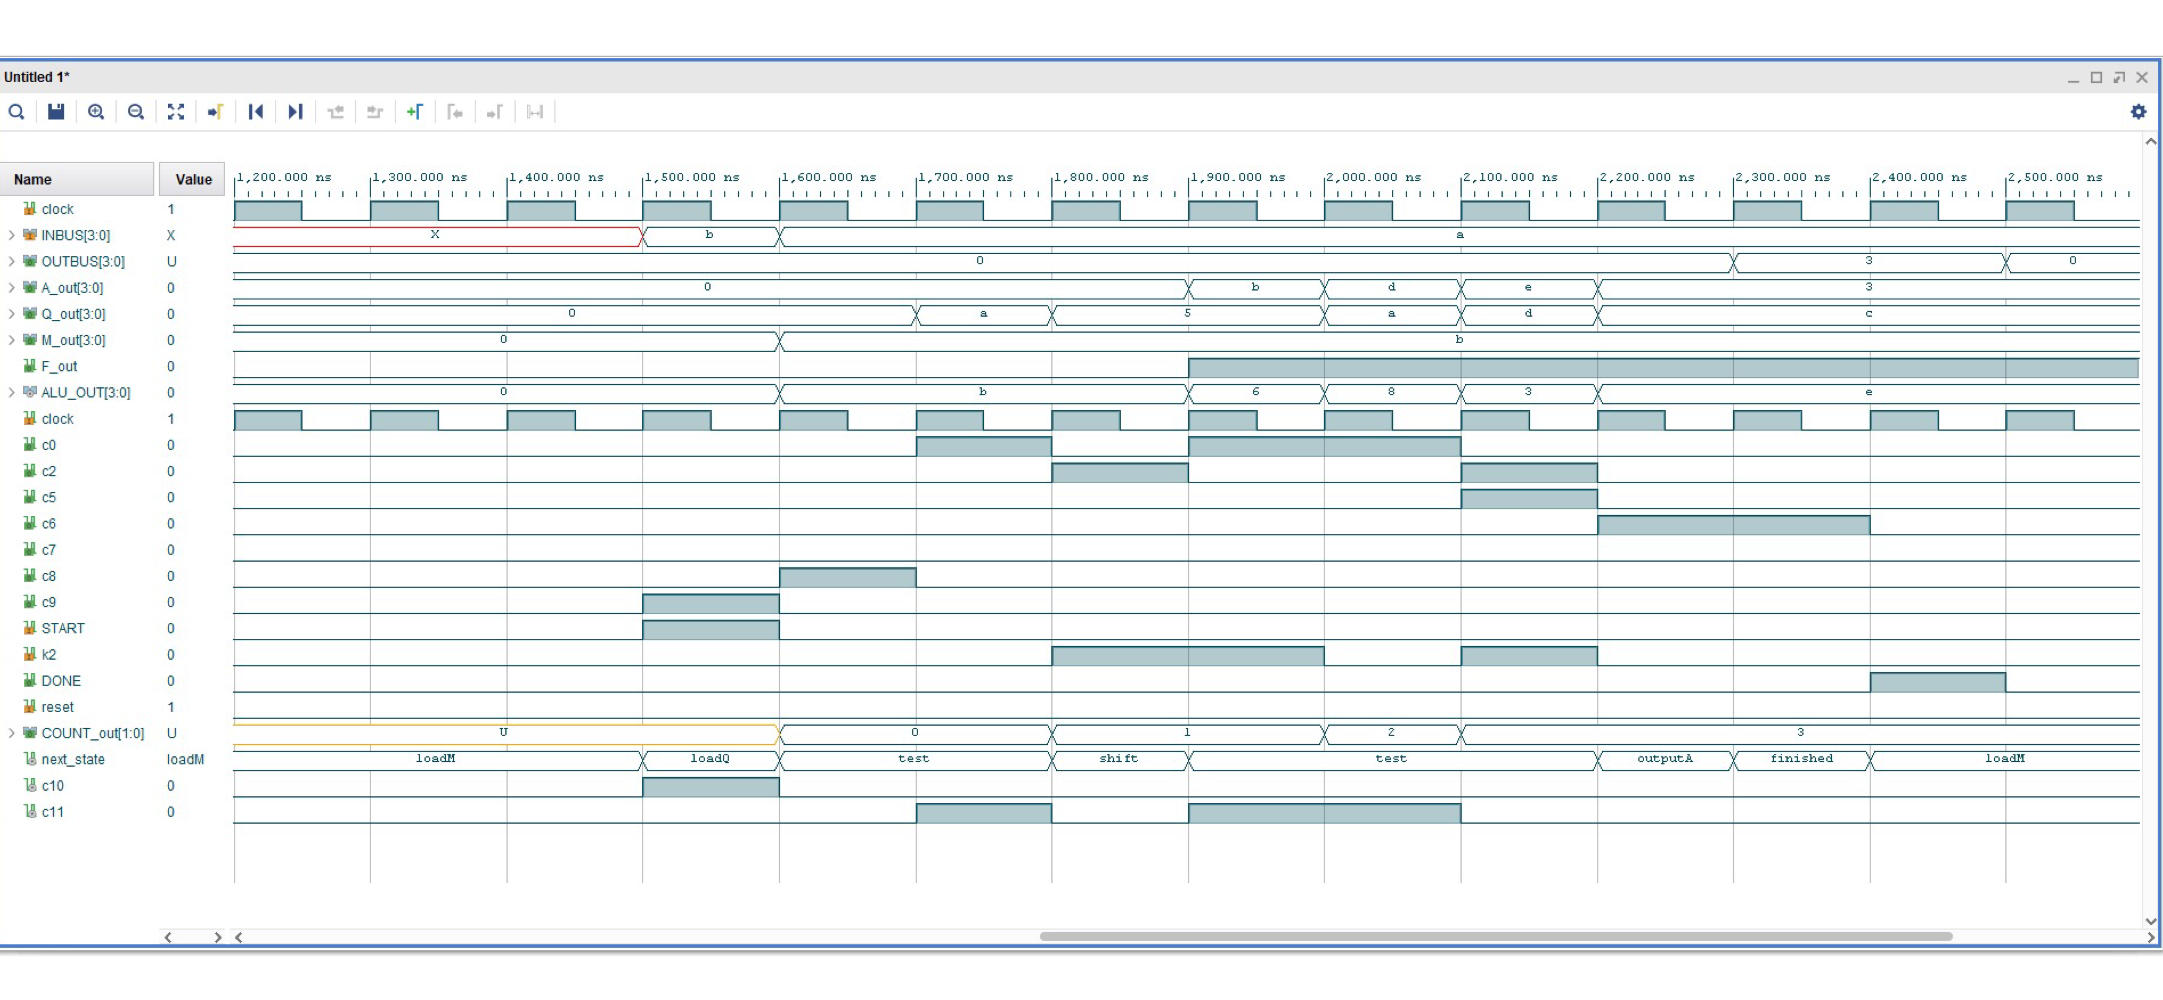 Untitled 1*
Name Value 1,200.000 ns 1,300.000 ns 1,400.000 ns 1,500.000 ns 1,600.000 ns 1,700.000 ns 1,800.000 ns 1,900.000 ns 2,000.000 ns 2,100.000 ns 2,200.000 ns 2,300.000 ns 2,400.000 ns 2,500.000 ns
clock 1
INBUS[3:0] X X b a
OUTBUS[3:0] U 0 3 0
A_out[3:0] 0 0 b d e 3
Q_out[3:0] 0 0 a 5 a d c
M_out[3:0] 0 0 b
F_out 0
ALU_OUT[3:0] 0 0 b 6 8 3 e
clock 1
c0 0
c2 0
c5 0
c6 0
c7 0
c8 0
c9 0
START 0
k2 0
DONE 0
reset 1
COUNT_out[1:0] U U 0 1 2 3
next_state loadM loadM loadQ test shift test outputA finished loadM
c10 0
c11 0